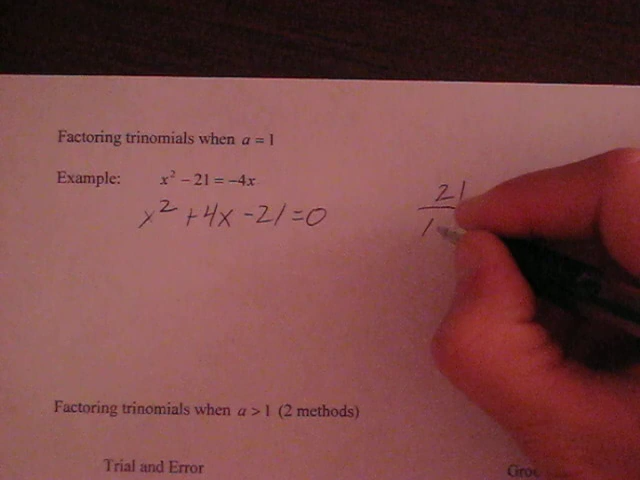 Factoring trinomials when a = 1
Example: x² − 21 = −4x
x² + 4x − 21 = 0
21
1
Factoring trinomials when a > 1 (2 methods)
Trial and Error